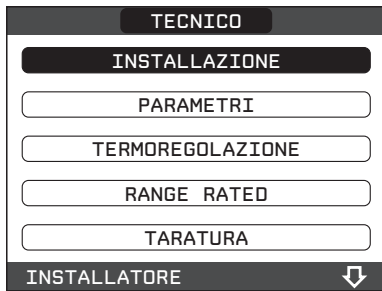 TECNICO
INSTALLAZIONE
PARAMETRI
TERMOREGOLAZIONE
RANGE RATED
TARATURA
INSTALLATORE